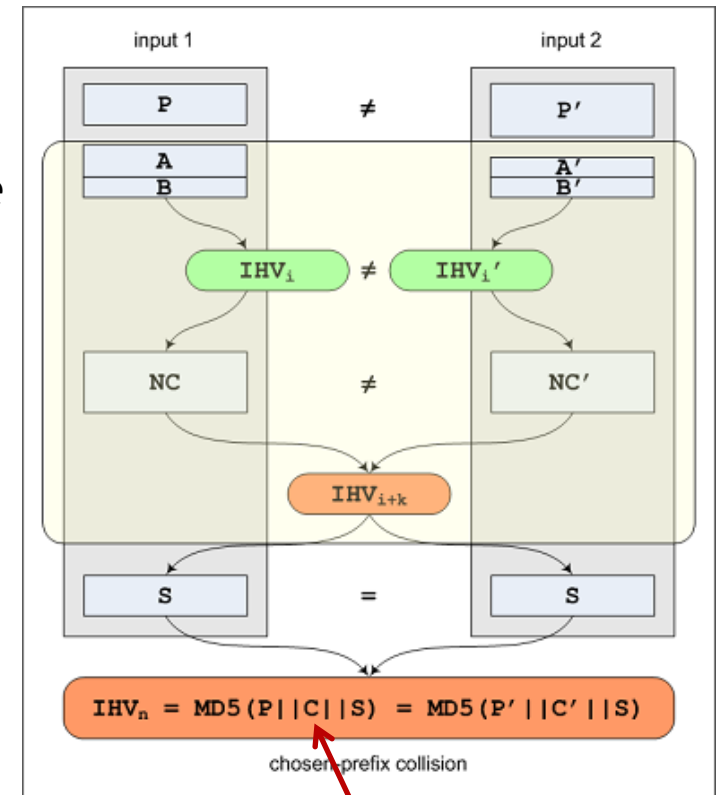 input 1 input 2
P ≠ P′
A A′
B B′
e
IHVᵢ ≠ IHVᵢ′
NC ≠ NC′
IHVᵢ₊ₖ
S = S
IHVₙ = MD5(P||C||S) = MD5(P′||C′||S)
chosen-prefix collision